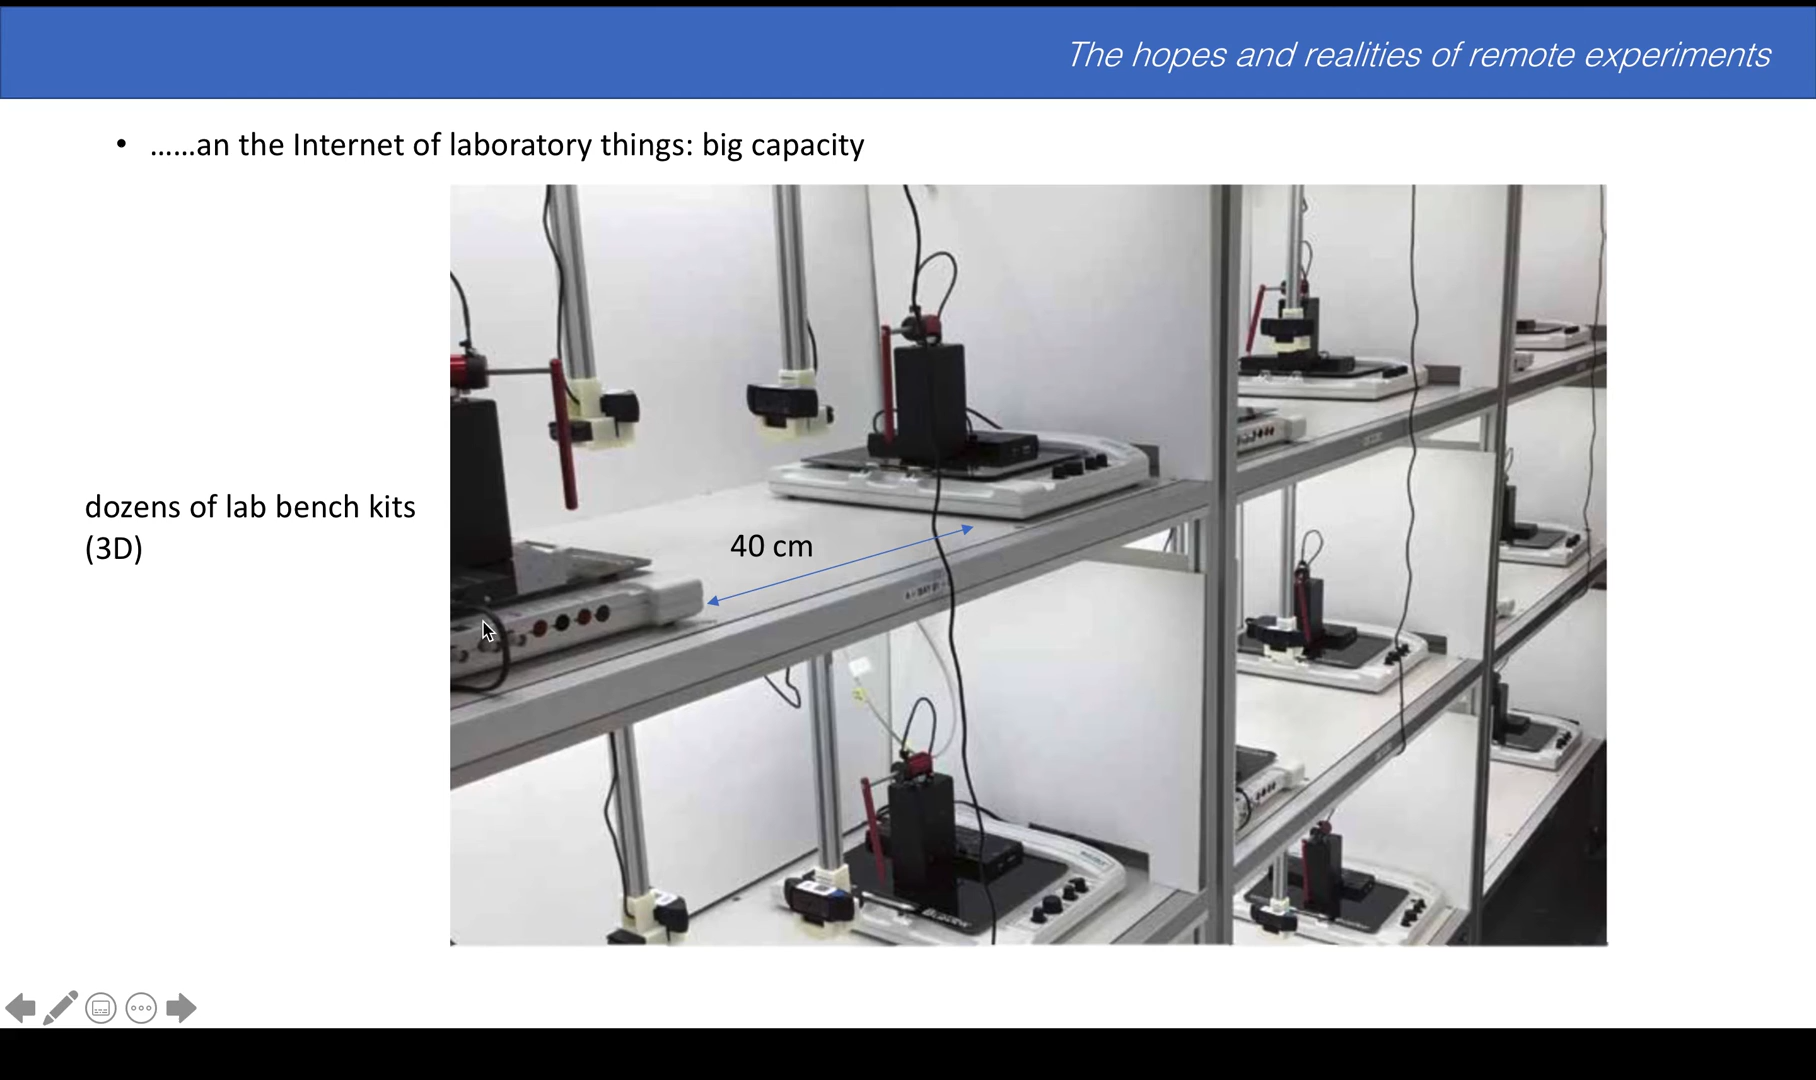 The hopes and realities of remote experiments
• ......an the Internet of laboratory things: big capacity
dozens of lab bench kits
(3D)
40 cm